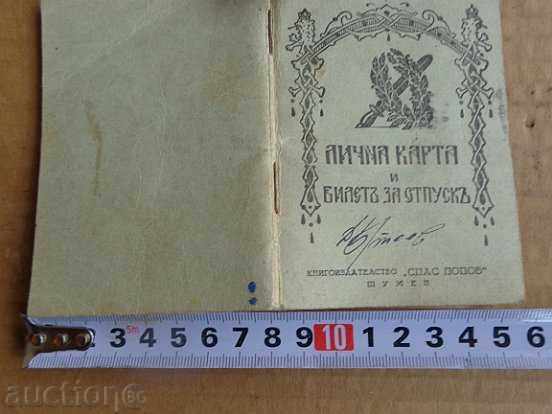 ЛИЧНА КАРТА
И
БИЛЕТЪ ЗА ОТПУСКЪ
КНИГОИЗДАТЕЛСТВО „СПАС ПОПОВ"
ШУМЕН
3 5m 4 5 6 7 8 9 10 1 2 3 4 5 6
auction.bg